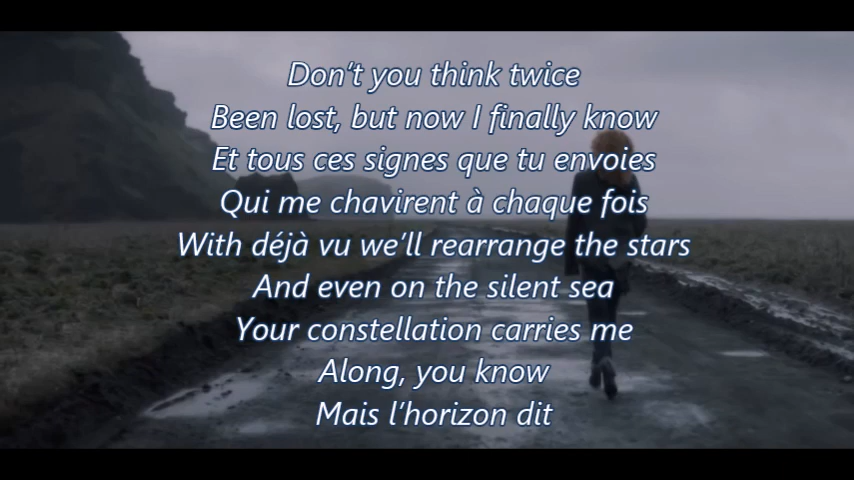 Don't you think twice
Been lost, but now I finally know
Et tous ces signes que tu envoies
Qui me chavirent à chaque fois
With déjà vu we'll rearrange the stars
And even on the silent sea
Your constellation carries me
Along, you know
Mais l'horizon dit